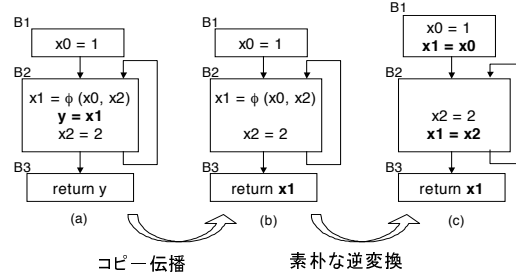 B1
x0 = 1
B2
x1 = φ (x0, x2)
y = x1
x2 = 2
B3
return y
(a)
B1
x0 = 1
B2
x1 = φ (x0, x2)
x2 = 2
B3
return x1
(b)
B1
x0 = 1
x1 = x0
B2
x2 = 2
x1 = x2
B3
return x1
(c)
コピー伝播
素朴な逆変換